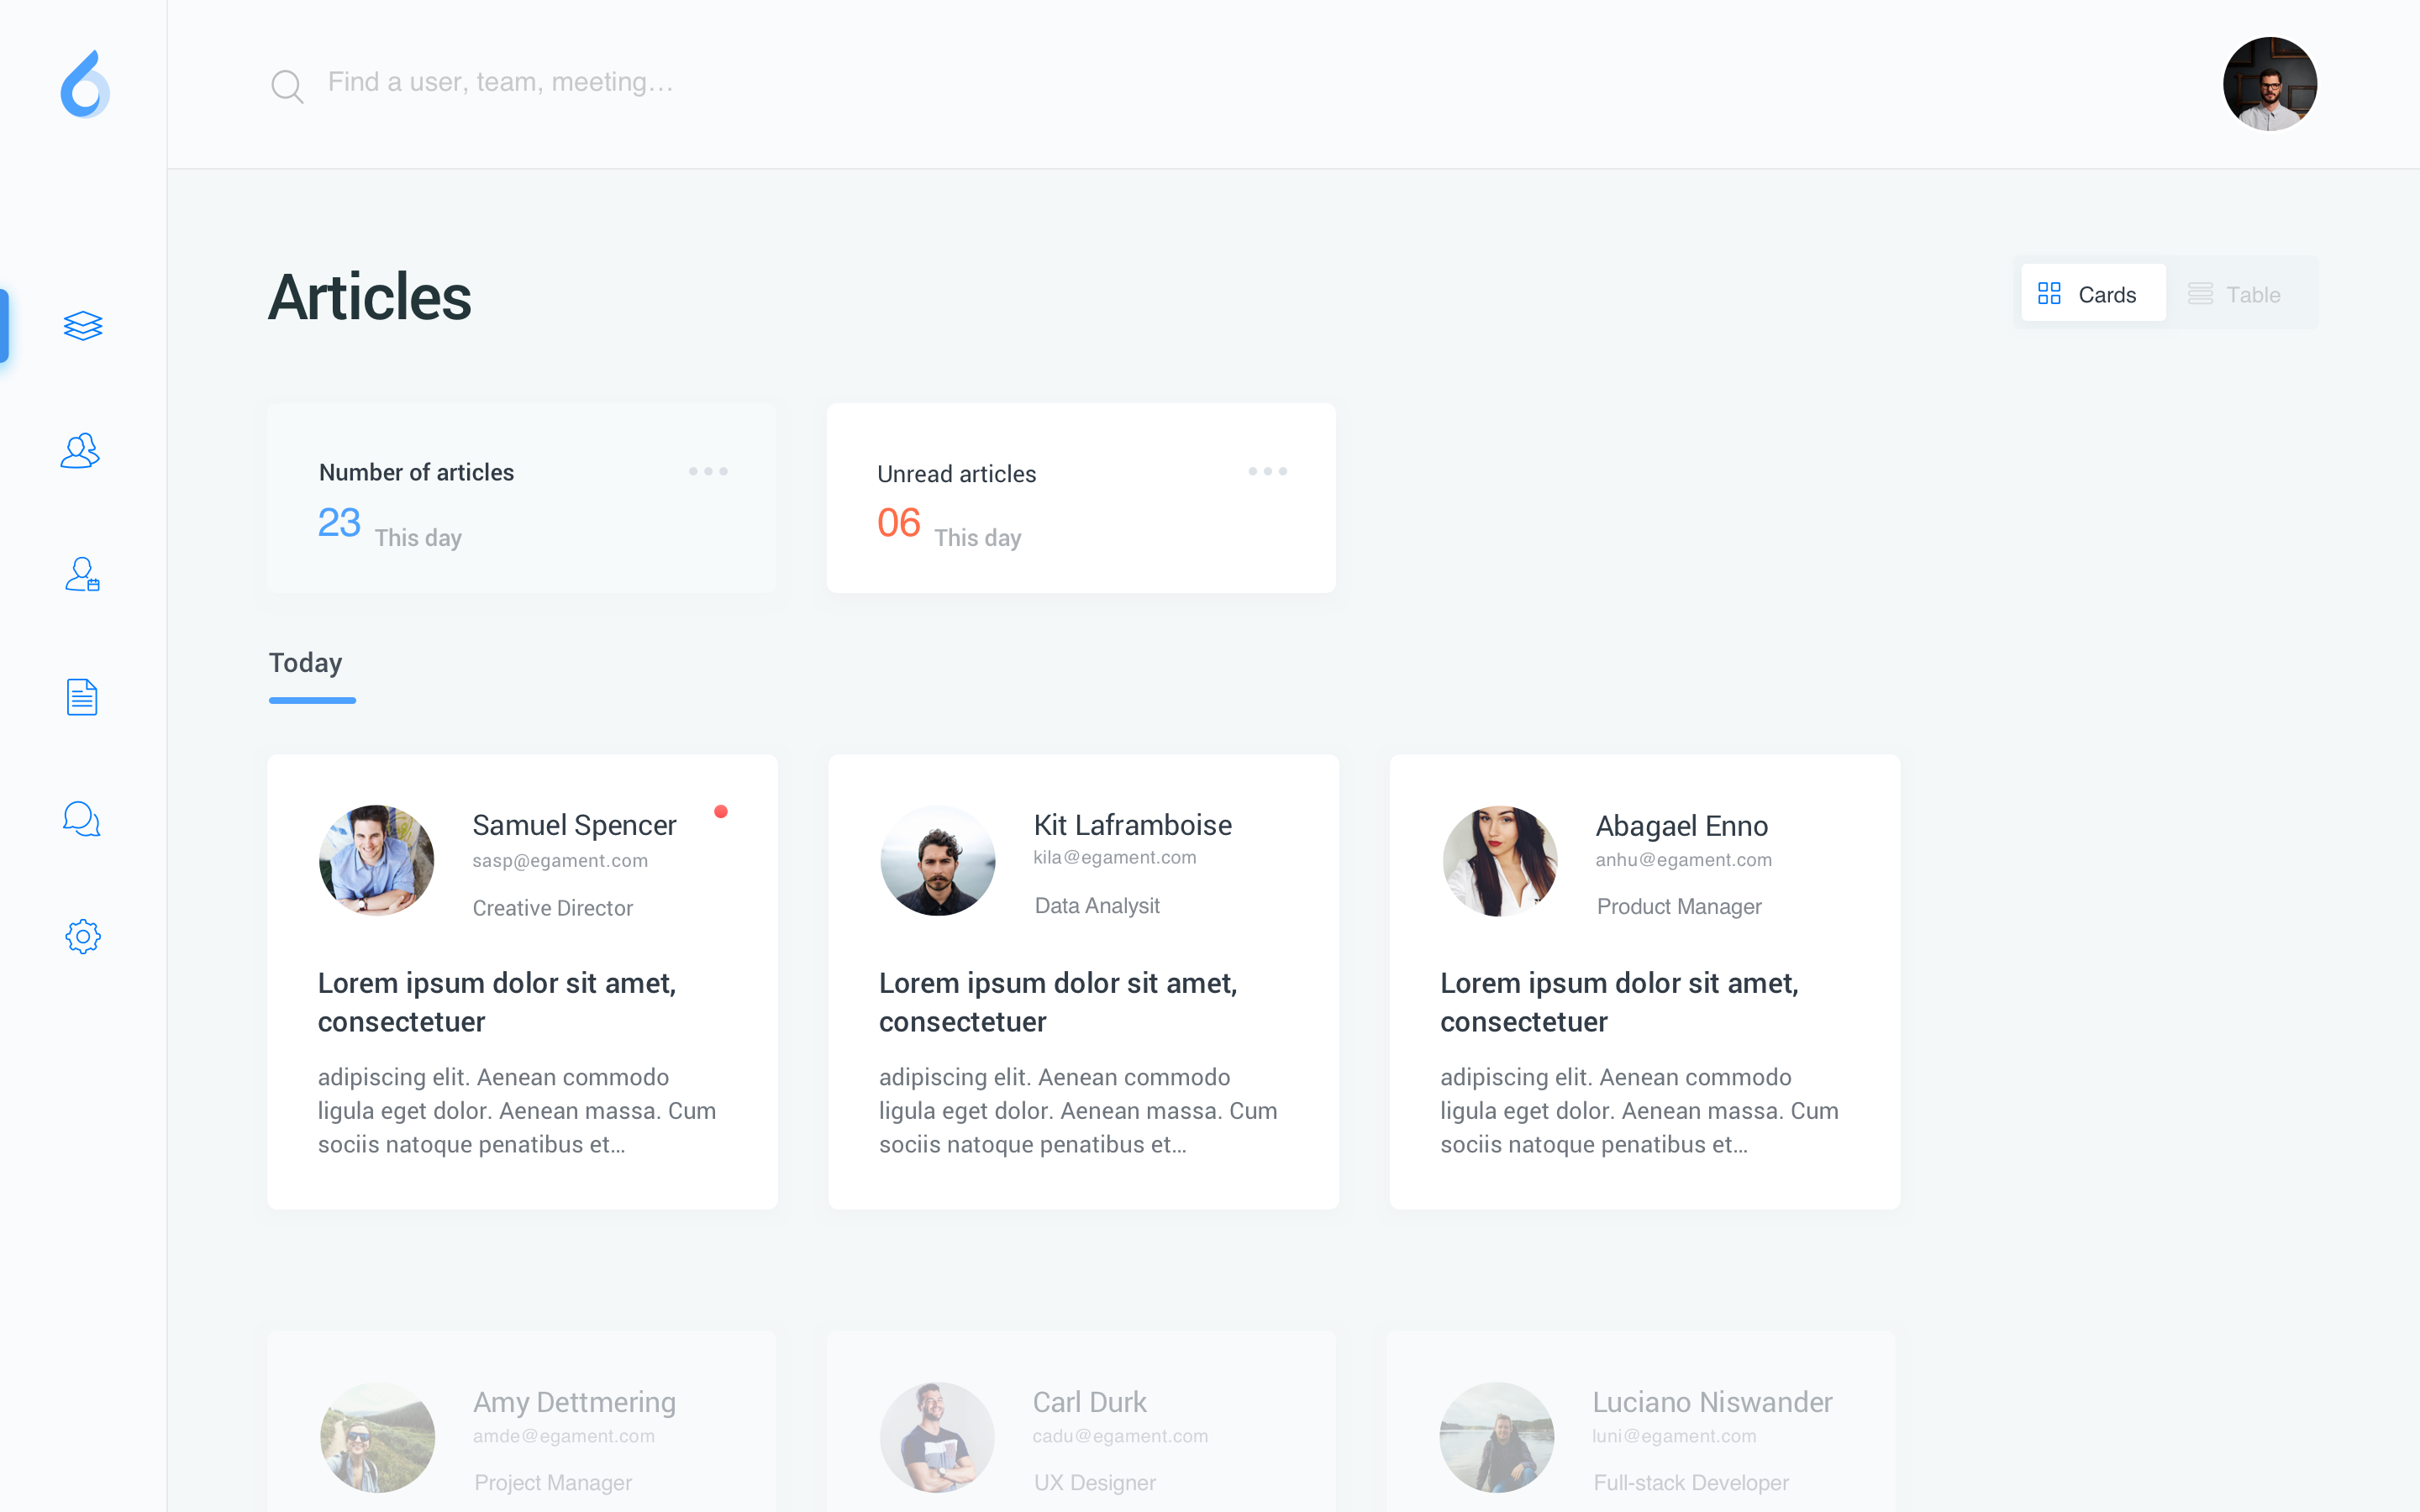 Find a user, team, meeting...
Articles
Cards
Table
Number of articles
23 This day
Unread articles
06 This day
Today
Samuel Spencer
sasp@egament.com
Creative Director
Lorem ipsum dolor sit amet,
consectetuer
adipiscing elit. Aenean commodo
ligula eget dolor. Aenean massa. Cum
sociis natoque penatibus et...
Kit Laframboise
kila@egament.com
Data Analysit
Lorem ipsum dolor sit amet,
consectetuer
adipiscing elit. Aenean commodo
ligula eget dolor. Aenean massa. Cum
sociis natoque penatibus et...
Abagael Enno
anhu@egament.com
Product Manager
Lorem ipsum dolor sit amet,
consectetuer
adipiscing elit. Aenean commodo
ligula eget dolor. Aenean massa. Cum
sociis natoque penatibus et...
Amy Dettmering
amde@egament.com
Project Manager
Carl Durk
cadu@egament.com
UX Designer
Luciano Niswander
luni@egament.com
Full-stack Developer